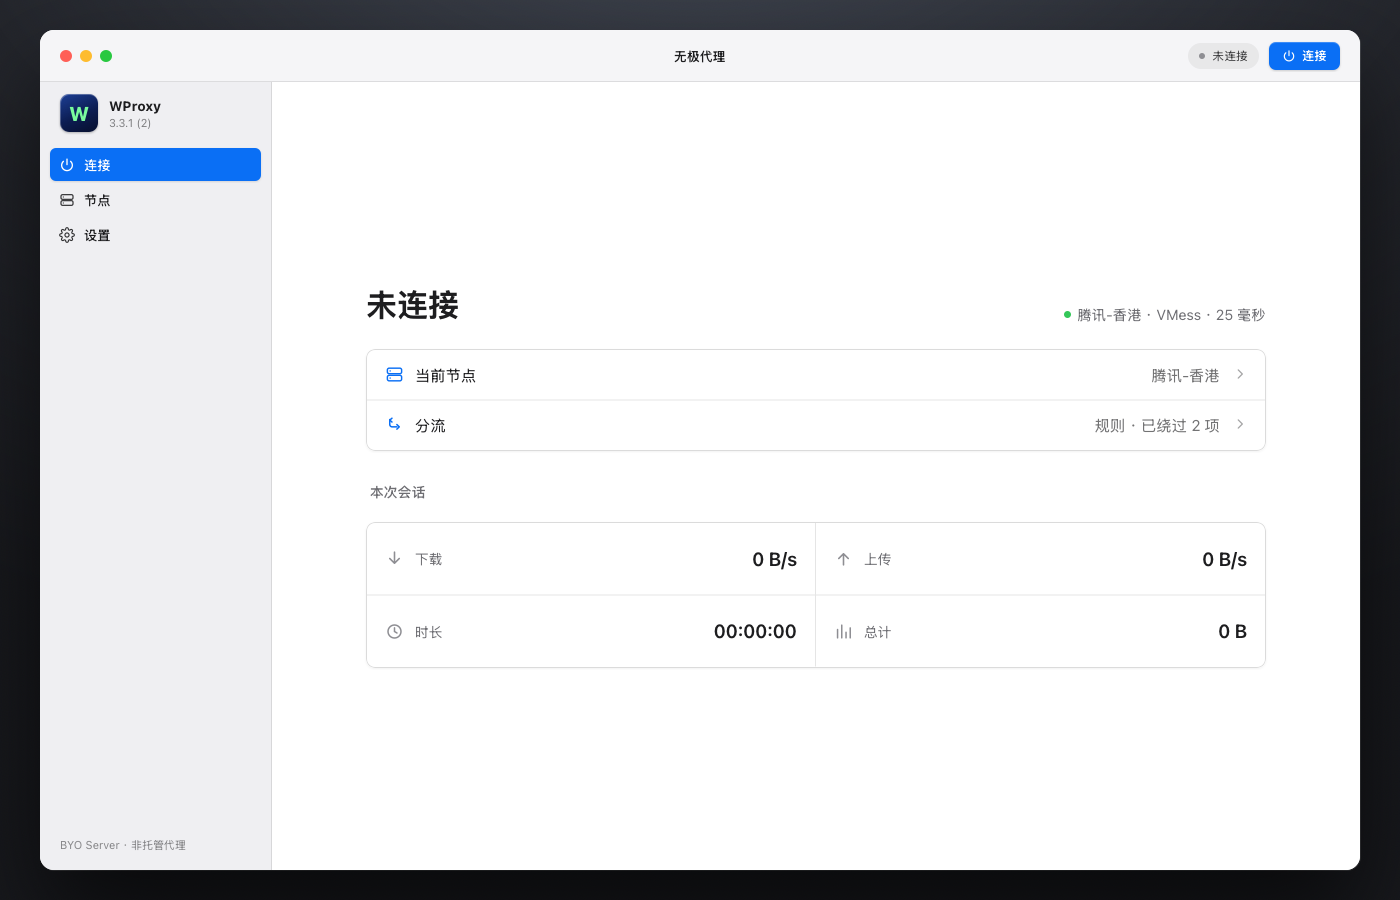 无极代理
未连接
连接
W
WProxy
3.3.1 (2)
连接
节点
设置
未连接
腾讯-香港 · VMess · 25 毫秒
当前节点
腾讯-香港
分流
规则 · 已绕过 2 项
本次会话
下载
0 B/s
上传
0 B/s
时长
00:00:00
总计
0 B
BYO Server · 非托管代理